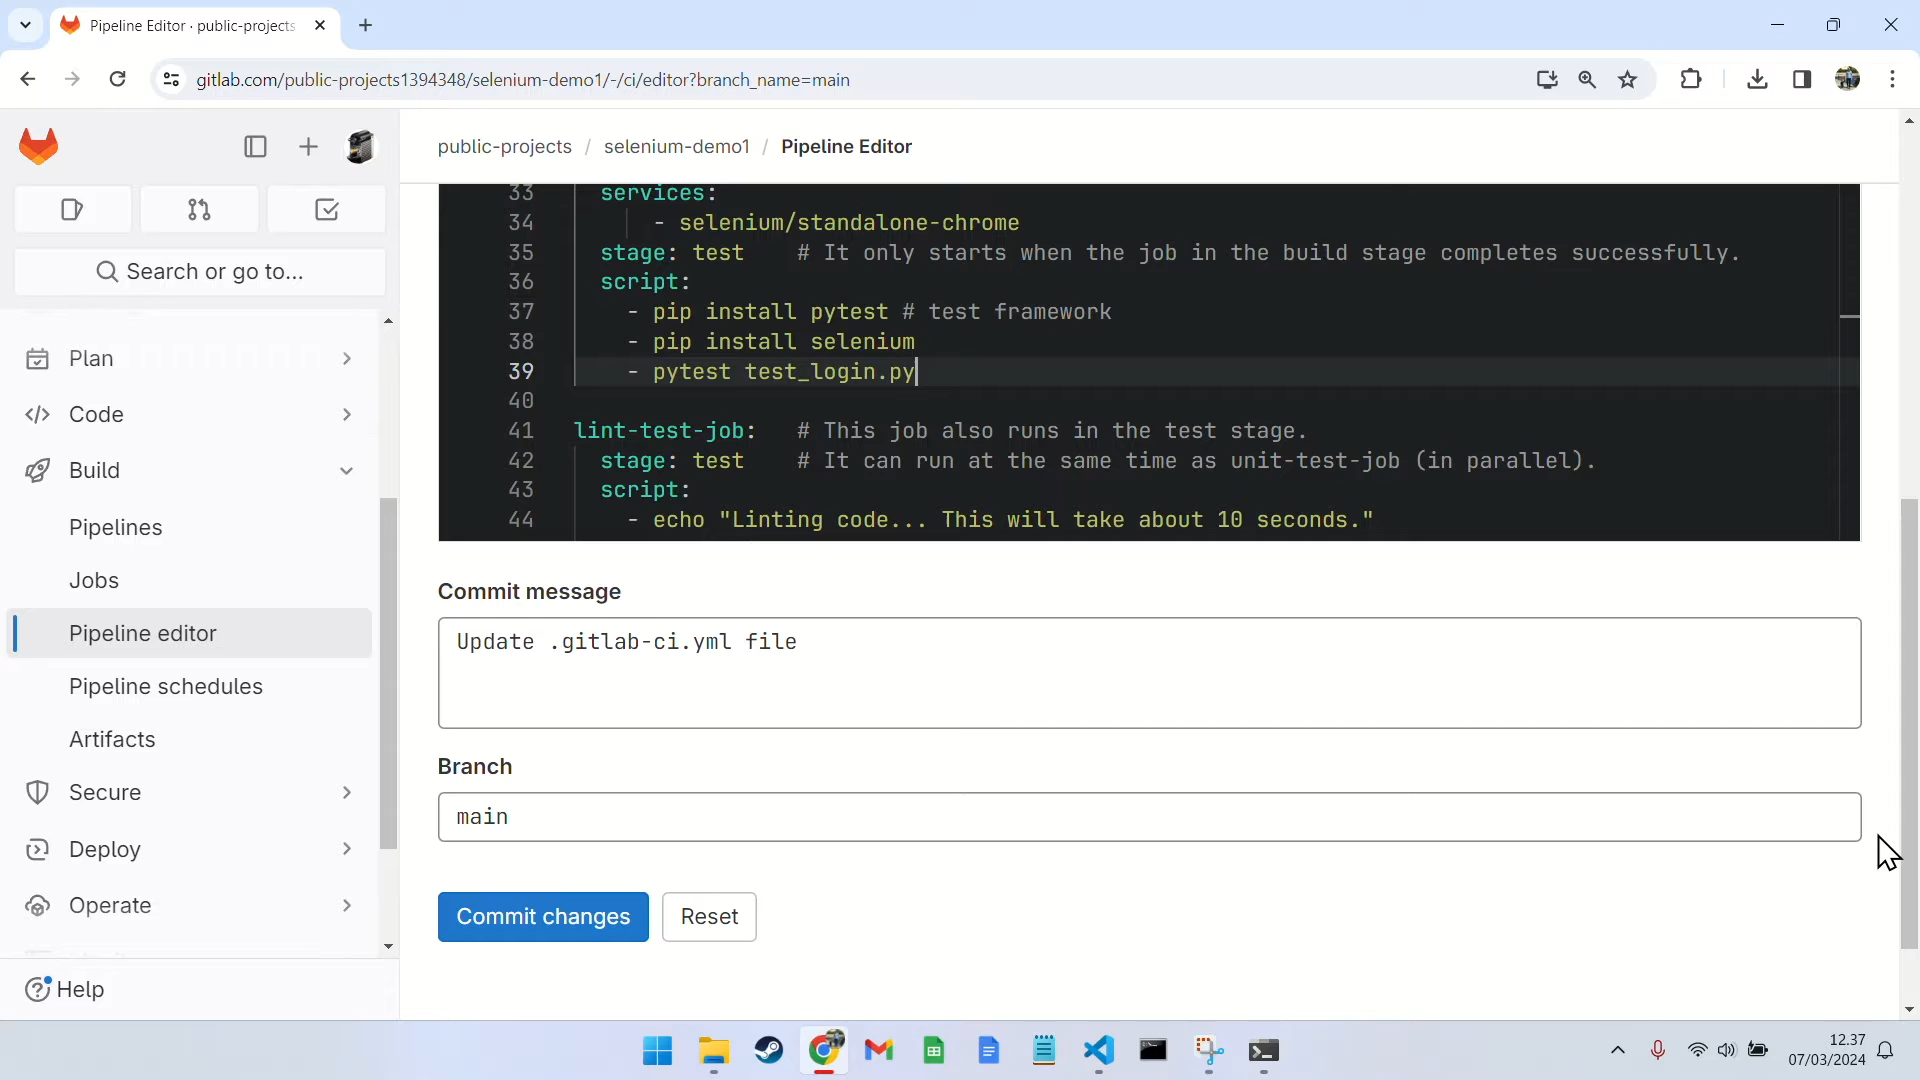 Pipeline Editor · public-projects
gitlab.com/public-projects1394348/selenium-demo1/-/ci/editor?branch_name=main
public-projects / selenium-demo1 / Pipeline Editor
Search or go to...
Plan
Code
Build
Pipelines
Jobs
Pipeline editor
Pipeline schedules
Artifacts
Secure
Deploy
Operate
Help
33 services:
34 - selenium/standalone-chrome
35 stage: test # It only starts when the job in the build stage completes successfully.
36 script:
37 - pip install pytest # test framework
38 - pip install selenium
39 - pytest test_login.py
40
41 lint-test-job: # This job also runs in the test stage.
42 stage: test # It can run at the same time as unit-test-job (in parallel).
43 script:
44 - echo "Linting code... This will take about 10 seconds."
Commit message
Update .gitlab-ci.yml file
Branch
main
Commit changes Reset
12.37
07/03/2024